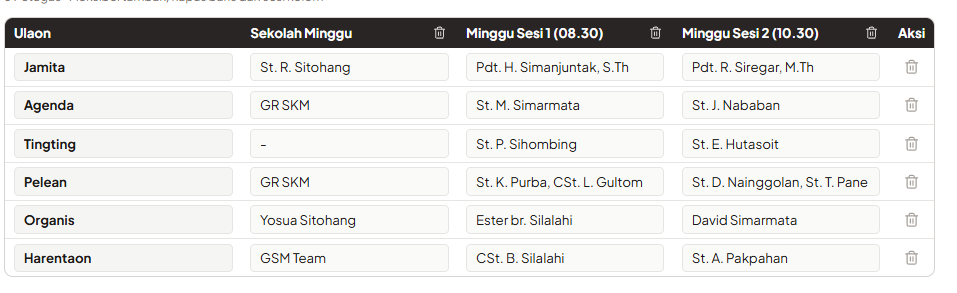 Ulaon Sekolah Minggu Minggu Sesi 1 (08.30) Minggu Sesi 2 (10.30) Aksi
Jamita St. R. Sitohang Pdt. H. Simanjuntak, S.Th Pdt. R. Siregar, M.Th
Agenda GR SKM St. M. Simarmata St. J. Nababan
Tingting - St. P. Sihombing St. E. Hutasoit
Pelean GR SKM St. K. Purba, CSt. L. Gultom St. D. Nainggolan, St. T. Pane
Organis Yosua Sitohang Ester br. Silalahi David Simarmata
Harentaon GSM Team CSt. B. Silalahi St. A. Pakpahan